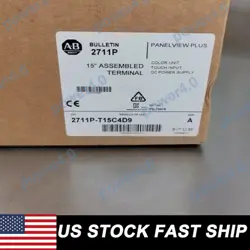 AB
BULLETIN
2711P
PANELVIEW PLUS
15" ASSEMBLED
TERMINAL
COLOR UNIT
TOUCH INPUT
DC POWER SUPPLY
CE
2711P-T15C4D9
A
US STOCK FAST SHIP